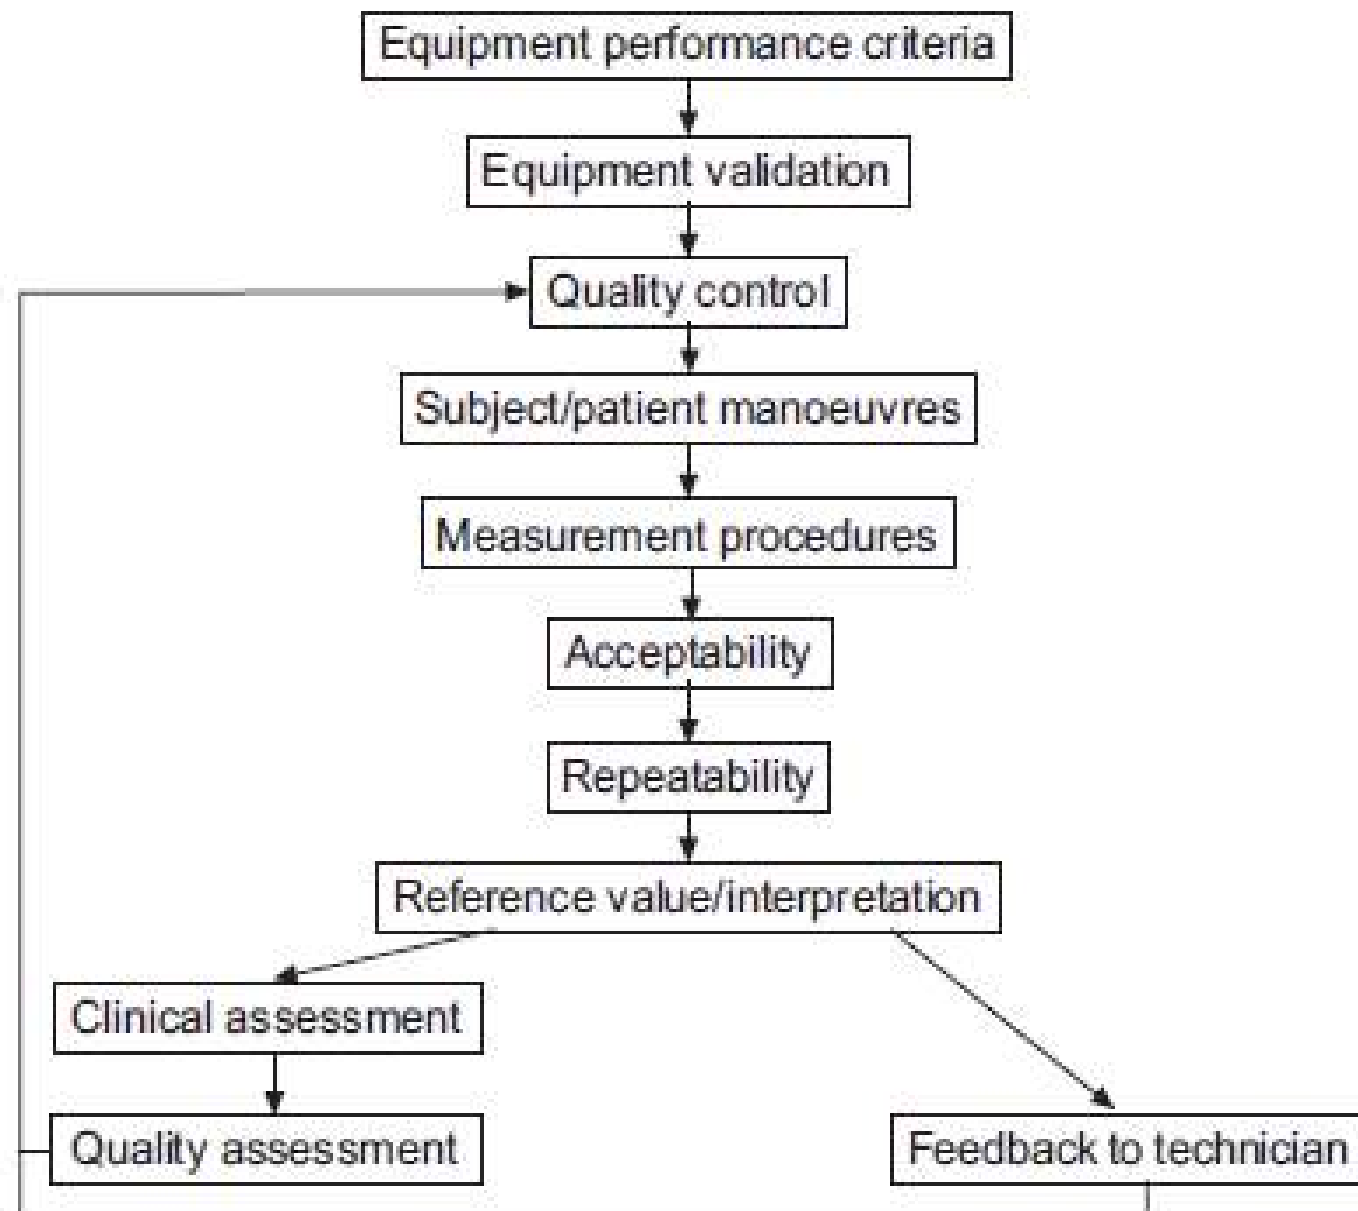 Equipment performance criteria
Equipment validation
Quality control
Subject/patient manoeuvres
Measurement procedures
Acceptability
Repeatability
Reference value/interpretation
Clinical assessment
Quality assessment
Feedback to technician